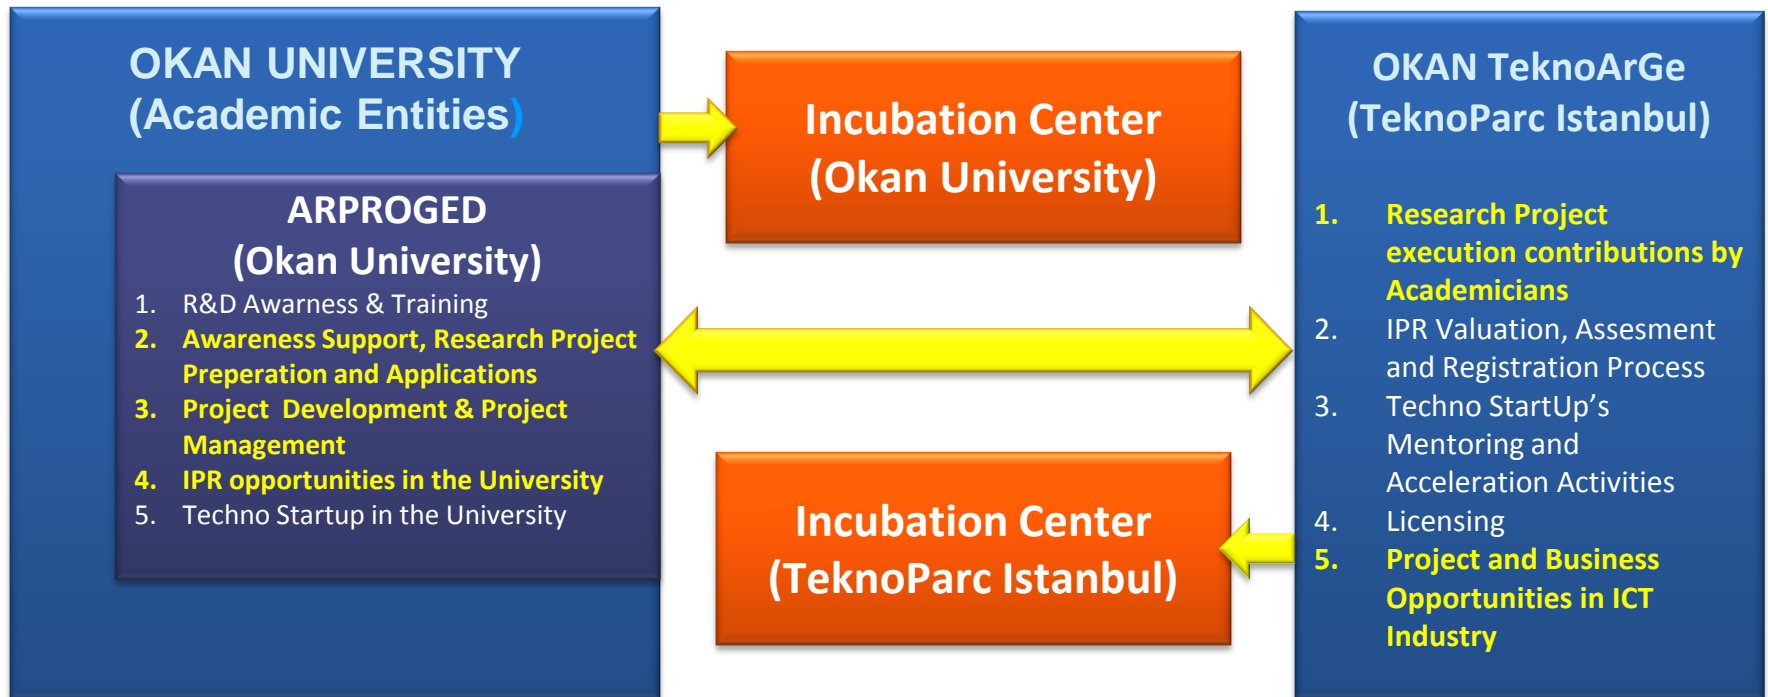 OKAN UNIVERSITY
(Academic Entities)
ARPROGED
(Okan University)
1. R&D Awarness & Training
2. Awareness Support, Research Project
Preperation and Applications
3. Project Development & Project
Management
4. IPR opportunities in the University
5. Techno Startup in the University
Incubation Center
(Okan University)
Incubation Center
(TeknoParc Istanbul)
OKAN TeknoArGe
(TeknoParc Istanbul)
1. Research Project
execution contributions by
Academicians
2. IPR Valuation, Assesment
and Registration Process
3. Techno StartUp’s
Mentoring and
Acceleration Activities
4. Licensing
5. Project and Business
Opportunities in ICT
Industry